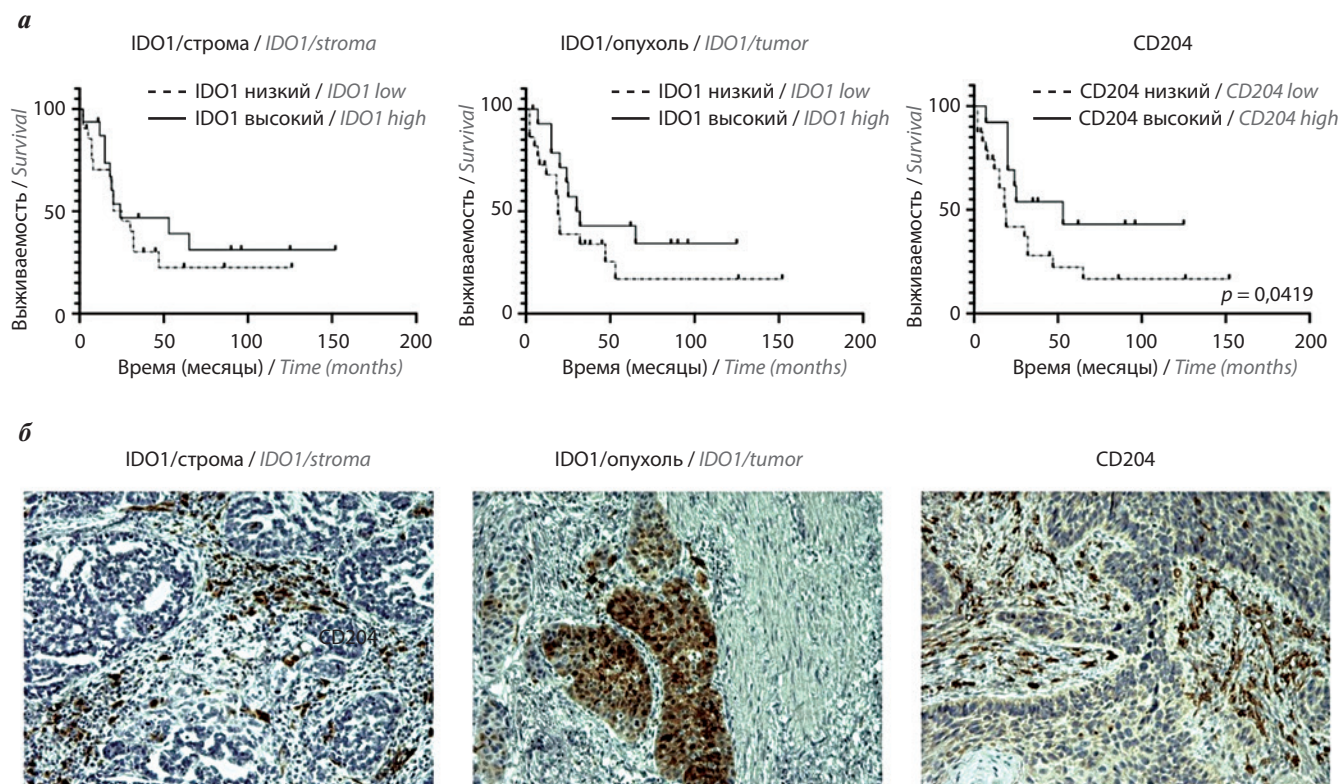 а
IDO1/строма / IDO1/stroma
IDO1 низкий / IDO1 low
IDO1 высокий / IDO1 high
Выживаемость / Survival
100
50
0
0 50 100 150 200
Время (месяцы) / Time (months)
IDO1/опухоль / IDO1/tumor
IDO1 низкий / IDO1 low
IDO1 высокий / IDO1 high
Выживаемость / Survival
100
50
0
0 50 100 150 200
Время (месяцы) / Time (months)
CD204
CD204 низкий / CD204 low
CD204 высокий / CD204 high
Выживаемость / Survival
100
50
0
p = 0,0419
0 50 100 150 200
Время (месяцы) / Time (months)
б
IDO1/строма / IDO1/stroma
CD204
IDO1/опухоль / IDO1/tumor
CD204